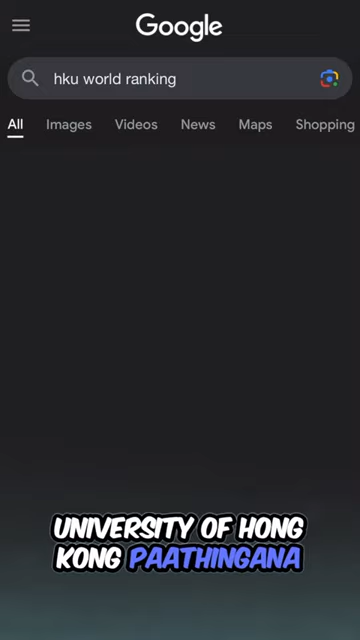 Google
hku world ranking
All Images Videos News Maps Shopping
UNIVERSITY OF HONG
KONG PAATHINGANA